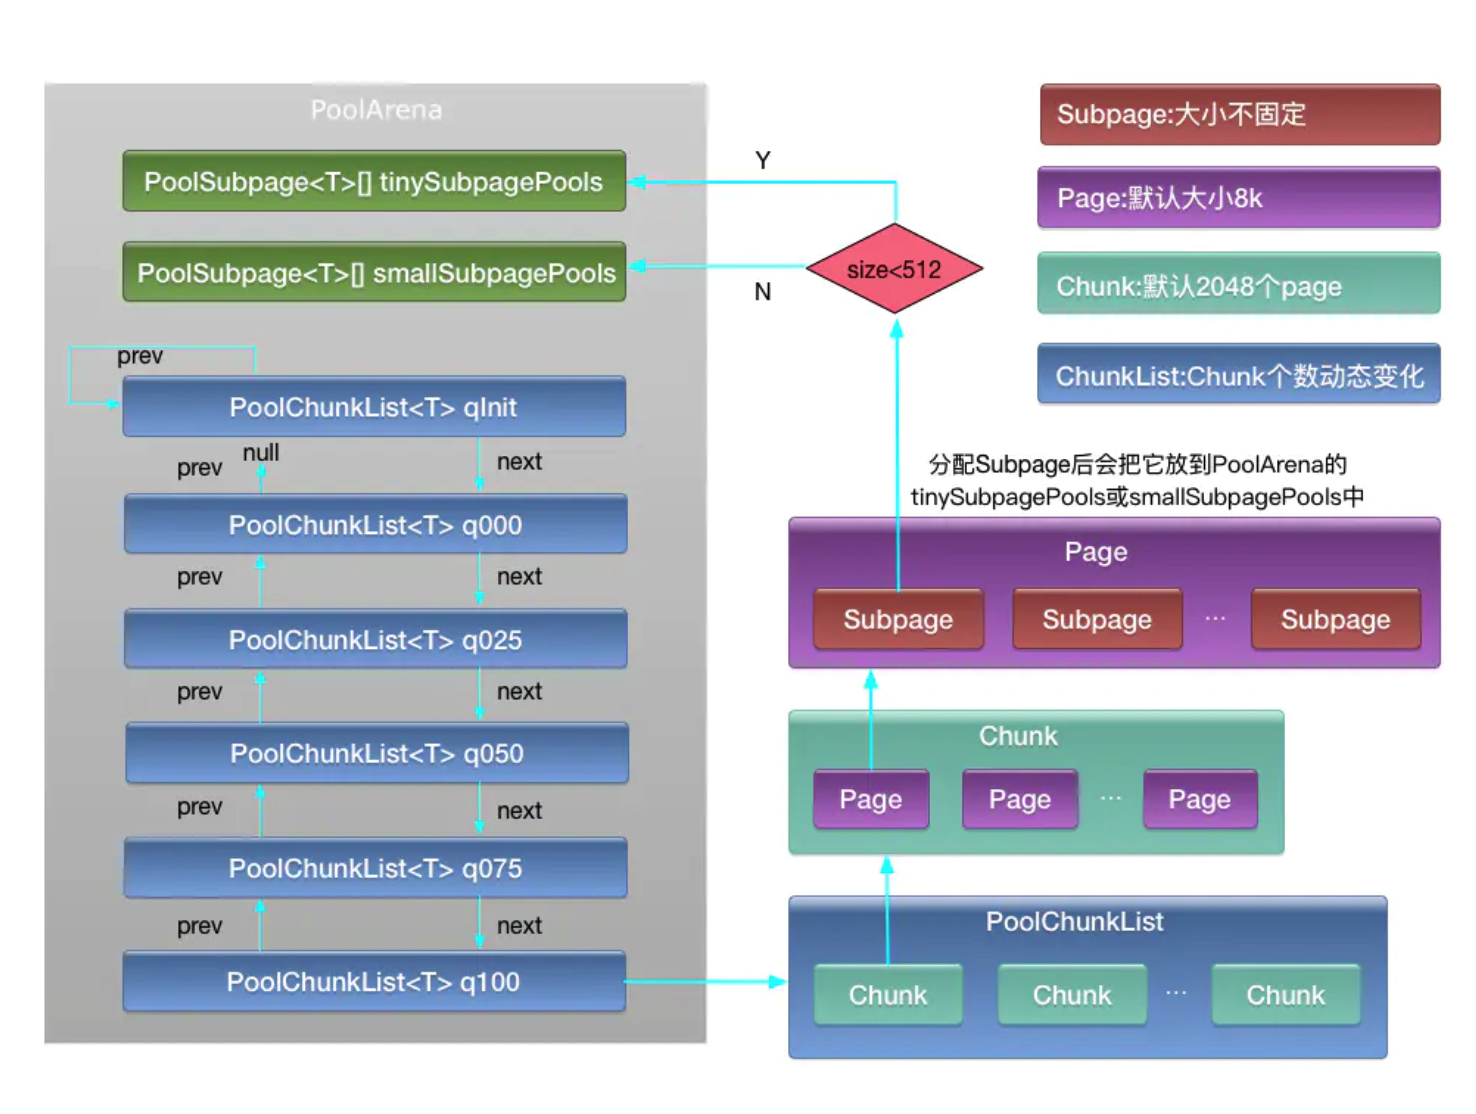 PoolArena
PoolSubpage<T>[] tinySubpagePools
PoolSubpage<T>[] smallSubpagePools
prev
PoolChunkList<T> qInit
prev
null
next
PoolChunkList<T> q000
prev
next
PoolChunkList<T> q025
prev
next
PoolChunkList<T> q050
prev
next
PoolChunkList<T> q075
prev
next
PoolChunkList<T> q100
Y
size<512
N
Subpage:大小不固定
Page:默认大小8k
Chunk:默认2048个page
ChunkList:Chunk个数动态变化
分配Subpage后会把它放到PoolArena的
tinySubpagePools或smallSubpagePools中
Page
Subpage Subpage ... Subpage
Chunk
Page Page ... Page
PoolChunkList
Chunk Chunk ... Chunk